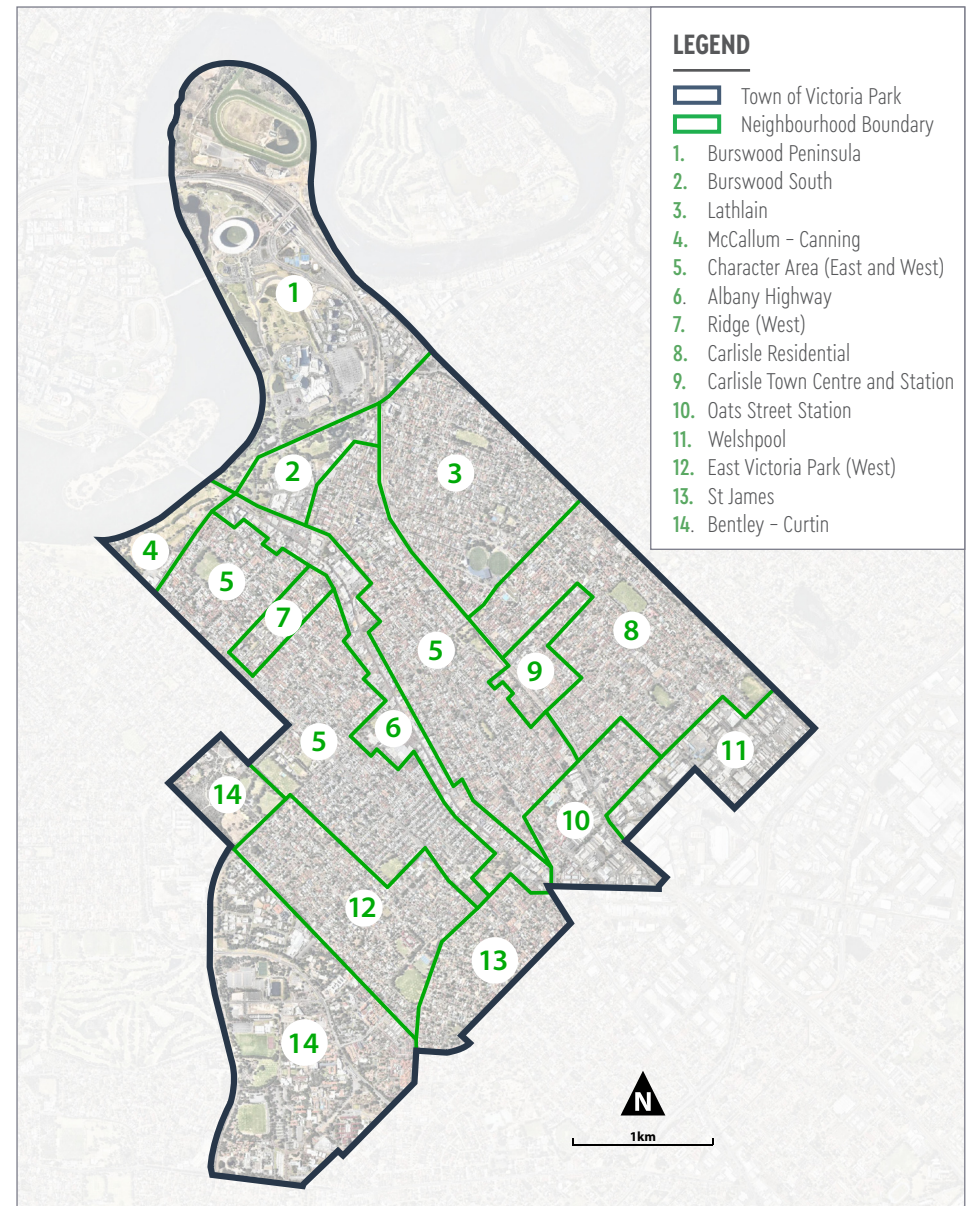 LEGEND
Town of Victoria Park
Neighbourhood Boundary
1. Burswood Peninsula
2. Burswood South
3. Lathlain
4. McCallum – Canning
5. Character Area (East and West)
6. Albany Highway
7. Ridge (West)
8. Carlisle Residential
9. Carlisle Town Centre and Station
10. Oats Street Station
11. Welshpool
12. East Victoria Park (West)
13. St James
14. Bentley – Curtin
1
2
3
4
5
7
8
5
9
6
5
11
14
10
12
13
14
N
1km